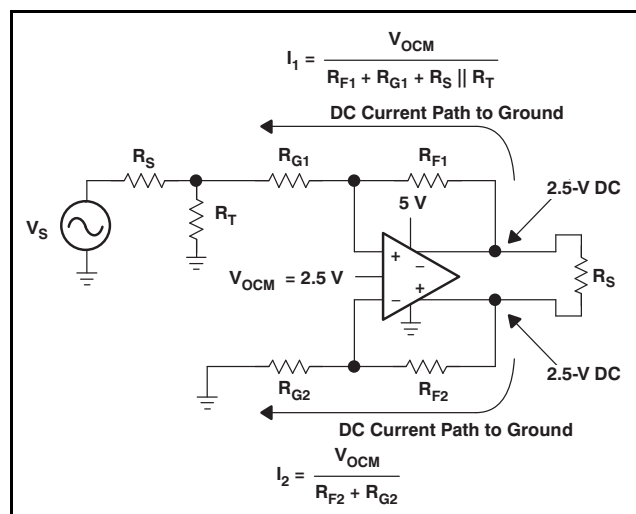 I1 = VOCM / (RF1 + RG1 + RS || RT)
DC Current Path to Ground
RS
RG1
RF1
2.5-V DC
5 V
VS
RT
+
–
VOCM = 2.5 V
RS
–
+
2.5-V DC
RG2
RF2
DC Current Path to Ground
I2 = VOCM / (RF2 + RG2)